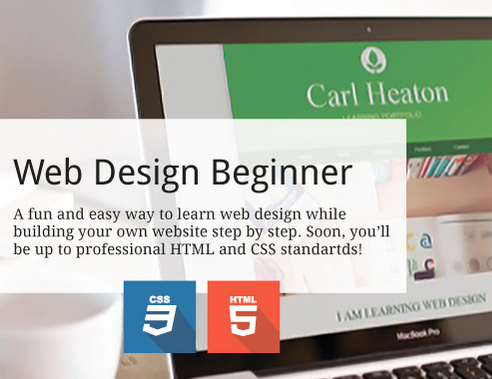 Carl Heaton
LEARNING PORTFOLIO
Portfolio
Contact
Web Design Beginner
A fun and easy way to learn web design while
building your own website step by step. Soon, you'll
be up to professional HTML and CSS standartds!
a
CSS
3
HTML
5
I AM LEARNING WEB DESIGN
MacBook Pro